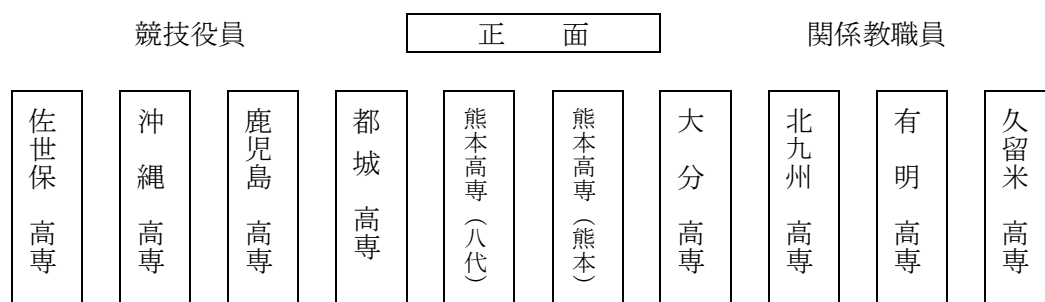 競技役員
正　面
関係教職員
佐世保　高専
沖縄　高専
鹿児島　高専
都城　高専
熊本高専（八代）
熊本高専（熊本）
大分　高専
北九州　高専
有明　高専
久留米　高専